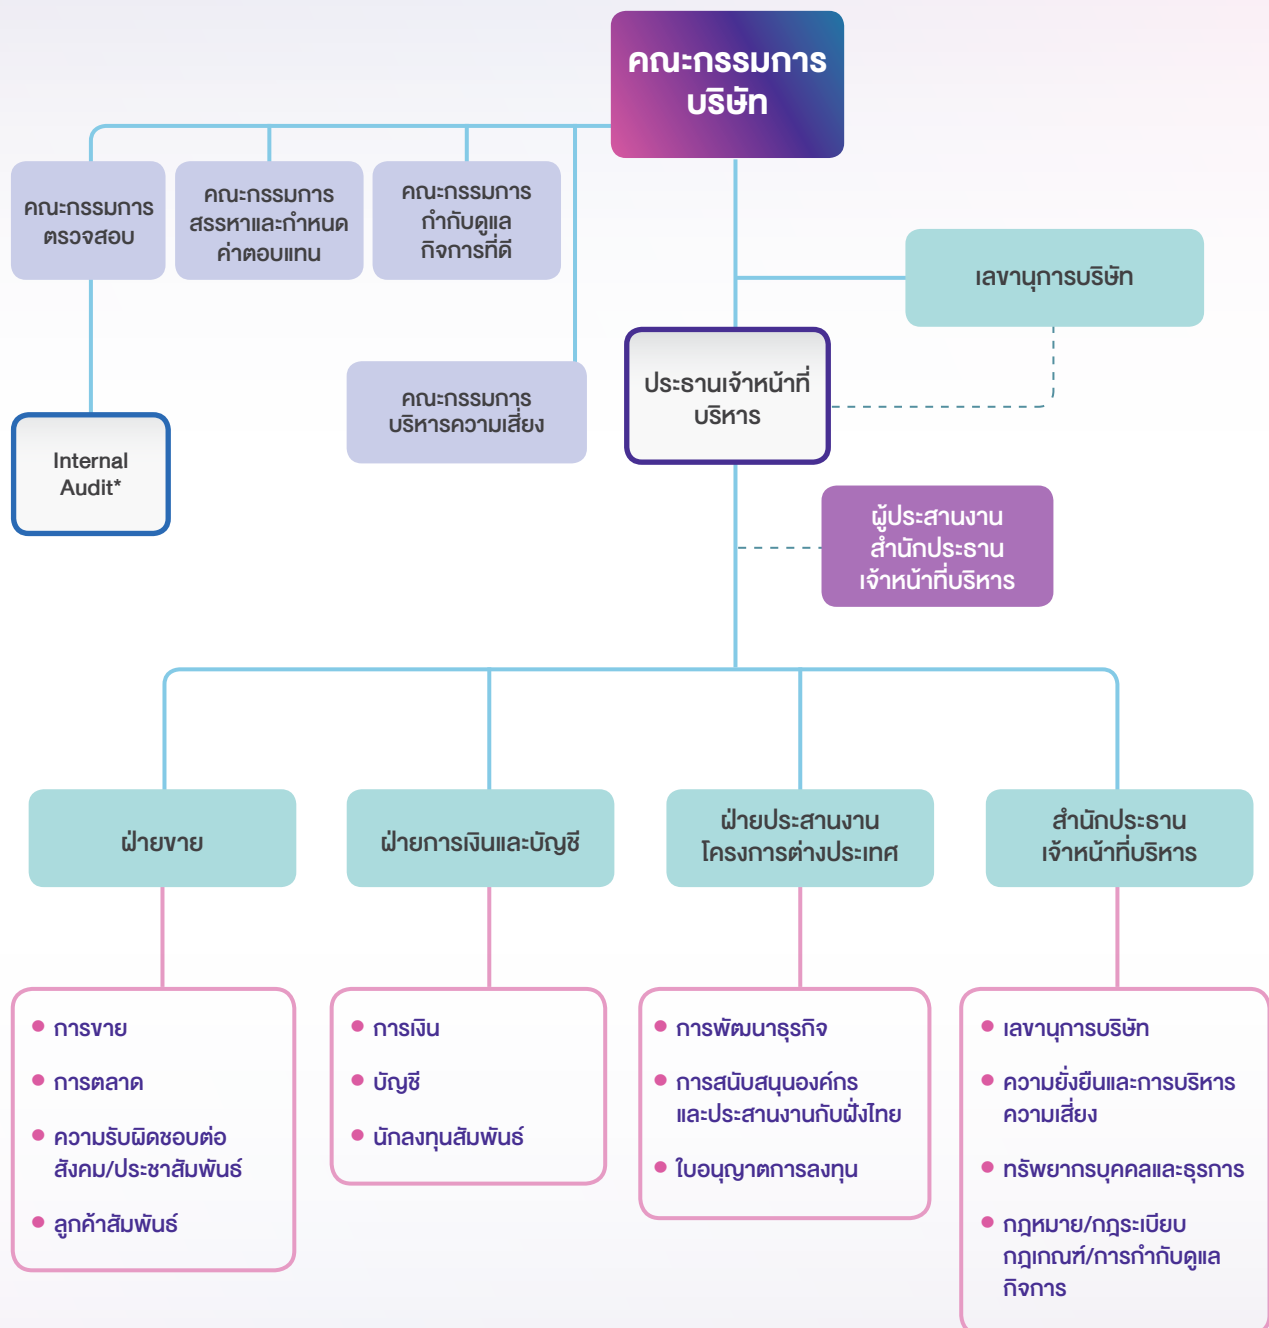 คณะกรรมการ
บริษัท
คณะกรรมการ
ตรวจสอบ
คณะกรรมการ
สรรหาและกำหนด
ค่าตอบแทน
คณะกรรมการ
กำกับดูแล
กิจการที่ดี
เลขานุการบริษัท
คณะกรรมการ
บริหารความเสี่ยง
ประธานเจ้าหน้าที่
บริหาร
Internal
Audit*
ผู้ประสานงาน
สำนักประธาน
เจ้าหน้าที่บริหาร
ฝ่ายขาย
ฝ่ายการเงินและบัญชี
ฝ่ายประสานงาน
โครงการต่างประเทศ
สำนักประธาน
เจ้าหน้าที่บริหาร
• การขาย
• การตลาด
• ความรับผิดชอบต่อ
สังคม/ประชาสัมพันธ์
• ลูกค้าสัมพันธ์
• การเงิน
• บัญชี
• นักลงทุนสัมพันธ์
• การพัฒนาธุรกิจ
• การสนับสนุนองค์กร
และประสานงานกับฝั่งไทย
• ใบอนุญาตการลงทุน
• เลขานุการบริษัท
• ความยั่งยืนและการบริหาร
ความเสี่ยง
• ทรัพยากรบุคคลและธุรการ
• กฎหมาย/กฎระเบียบ
กฎเกณฑ์/การกำกับดูแล
กิจการ